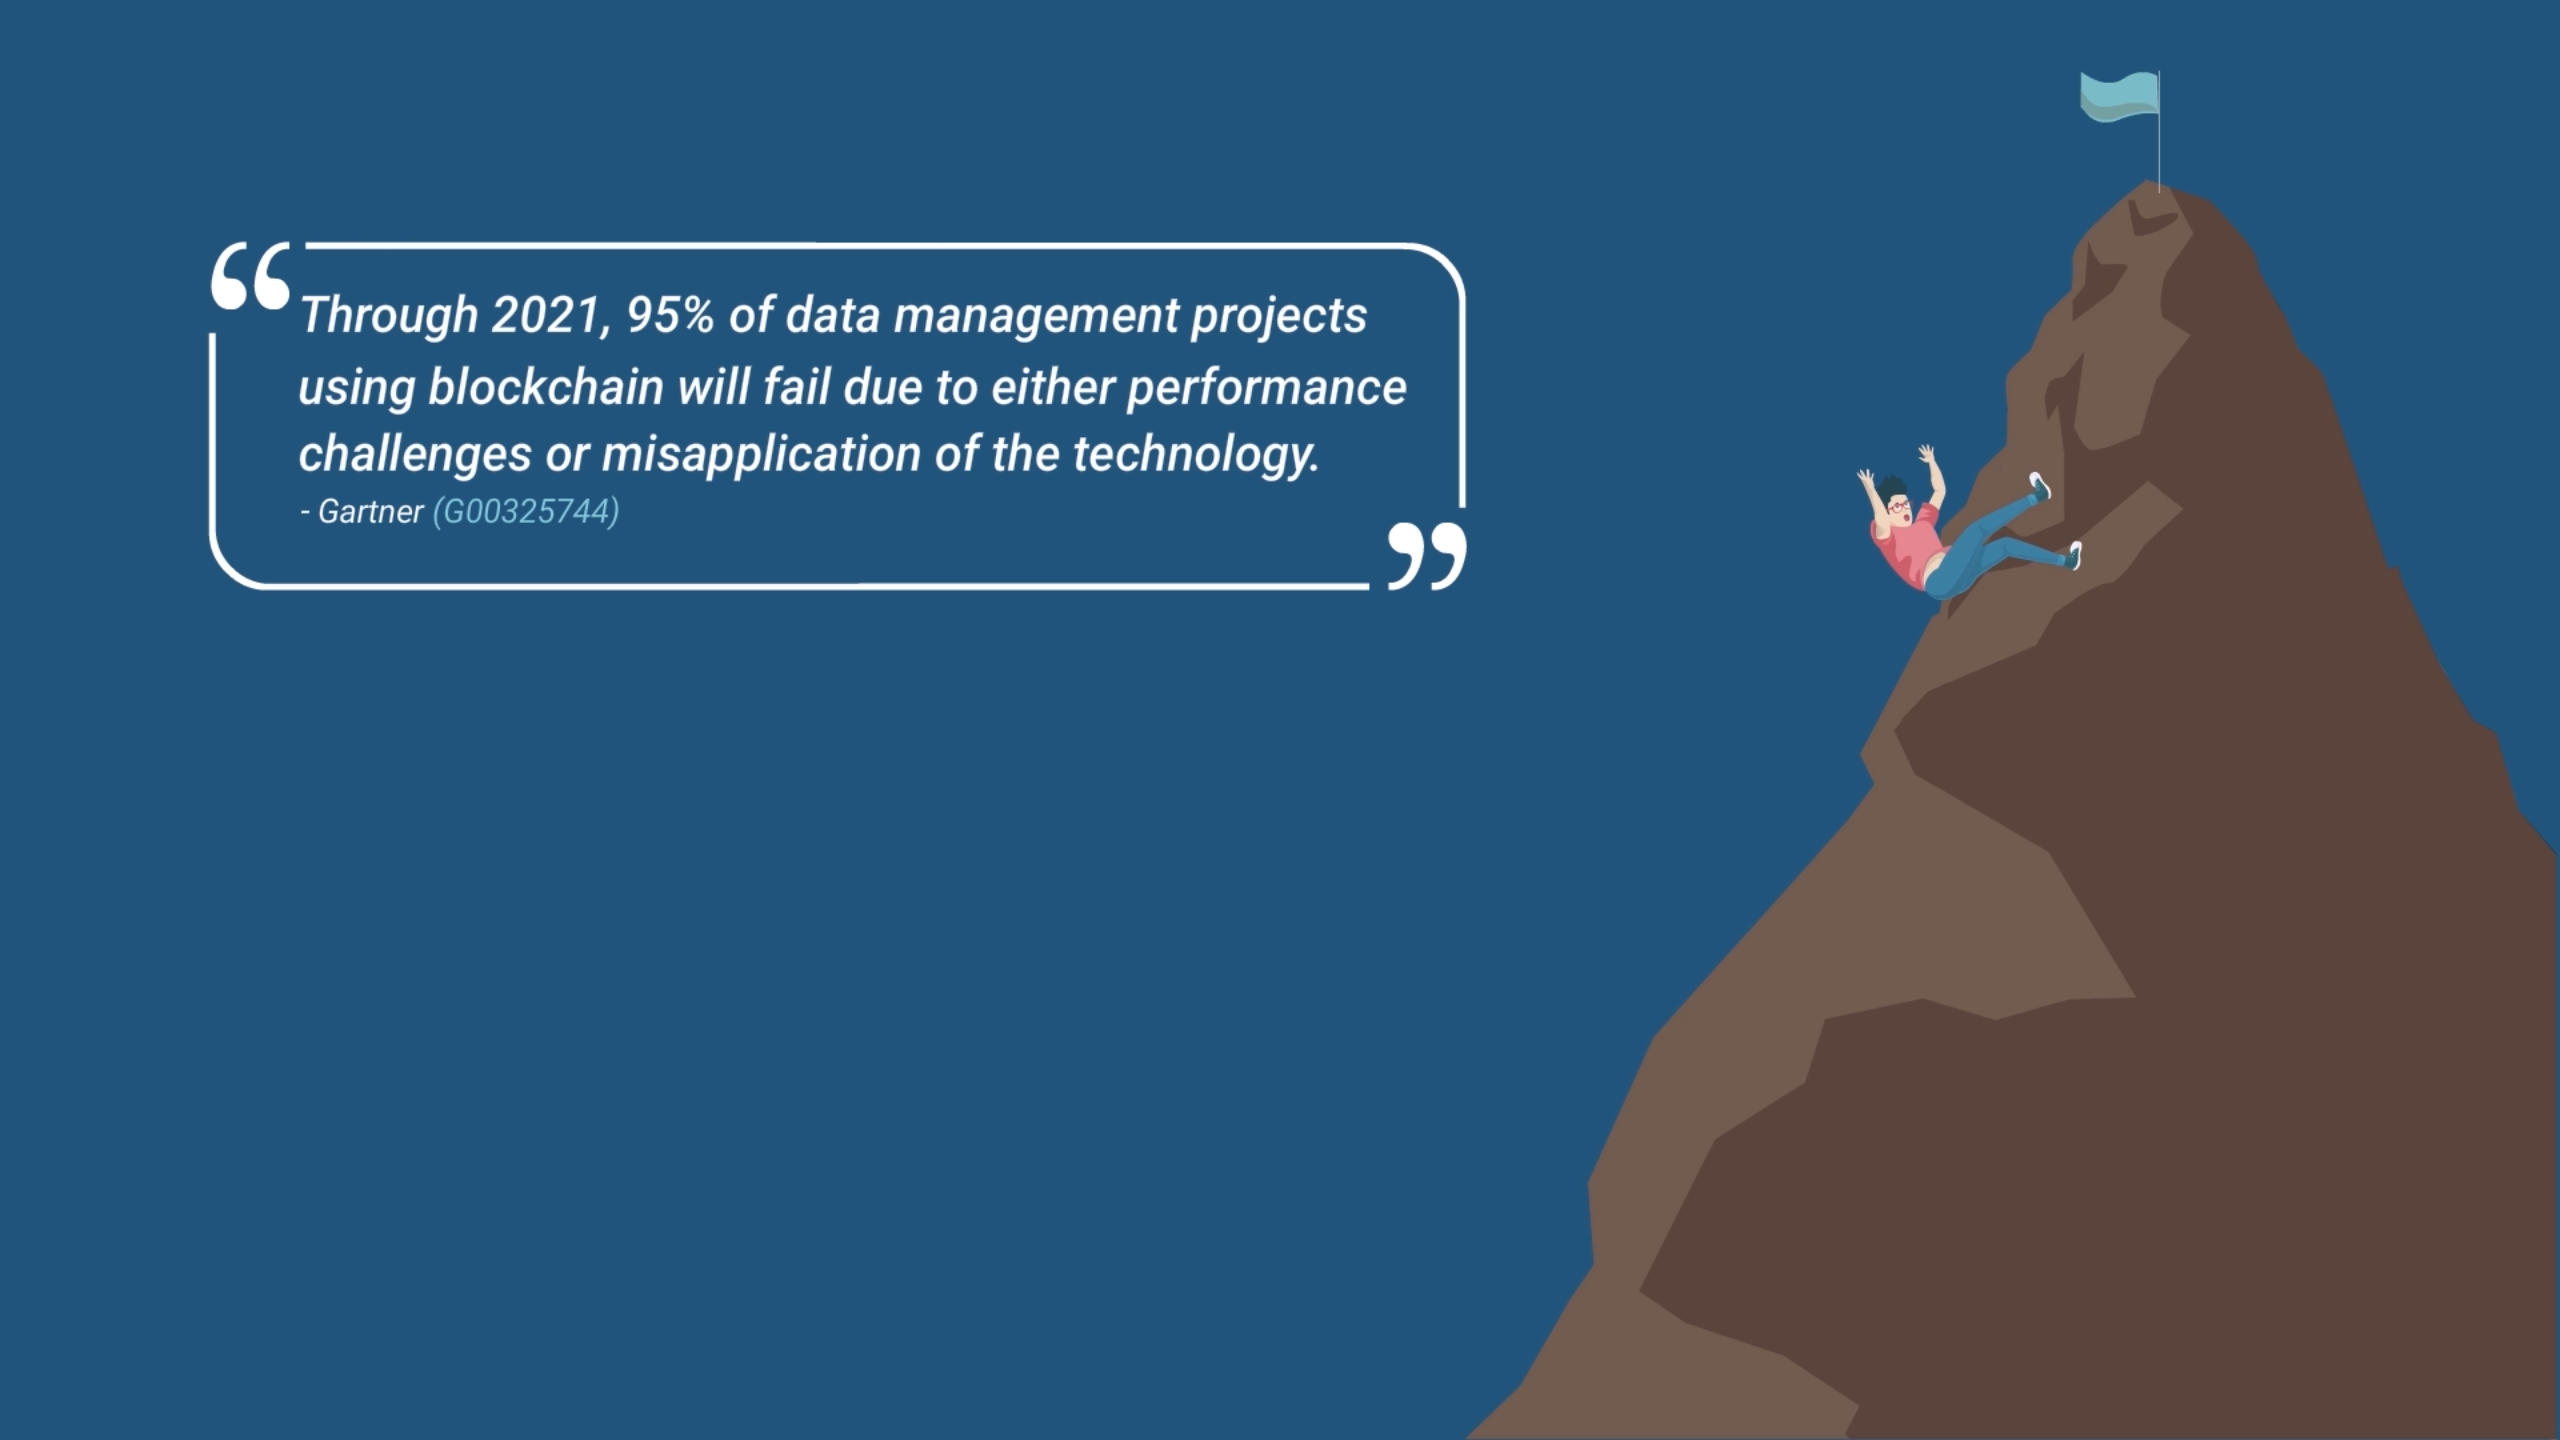 “Through 2021, 95% of data management projects
using blockchain will fail due to either performance
challenges or misapplication of the technology.
- Gartner (G00325744)
”